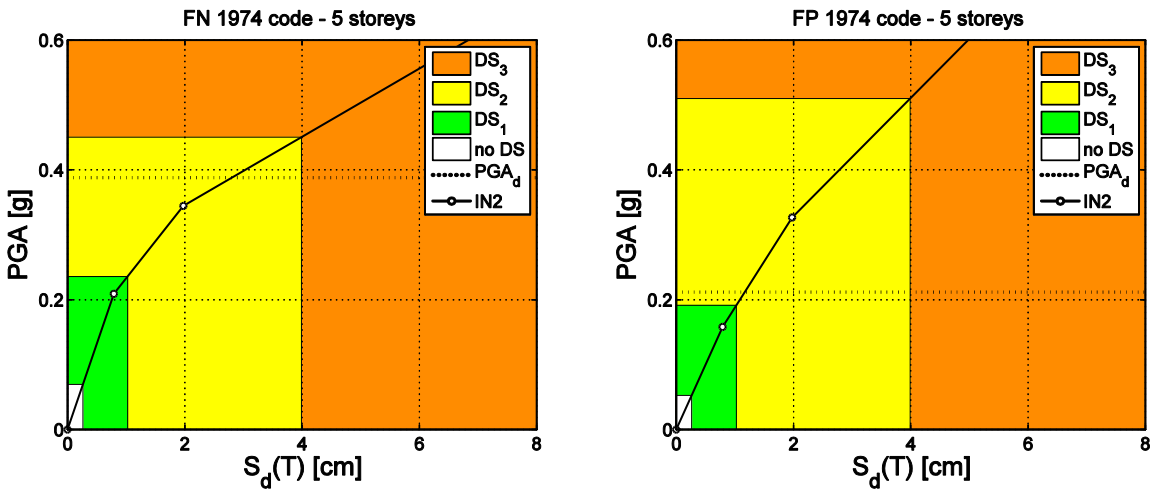 FN 1974 code - 5 storeys
0.6
0.4
0.2
0
PGA [g]
0 2 4 6 8
S_d(T) [cm]
DS_3
DS_2
DS_1
no DS
PGA_d
IN2
FP 1974 code - 5 storeys
0.6
0.4
0.2
0
PGA [g]
0 2 4 6 8
S_d(T) [cm]
DS_3
DS_2
DS_1
no DS
PGA_d
IN2